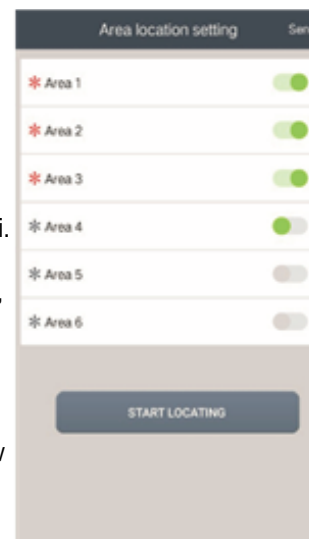 Area location setting
✻ Area 1
✻ Area 2
✻ Area 3
✻ Area 4
✻ Area 5
✻ Area 6
START LOCATING